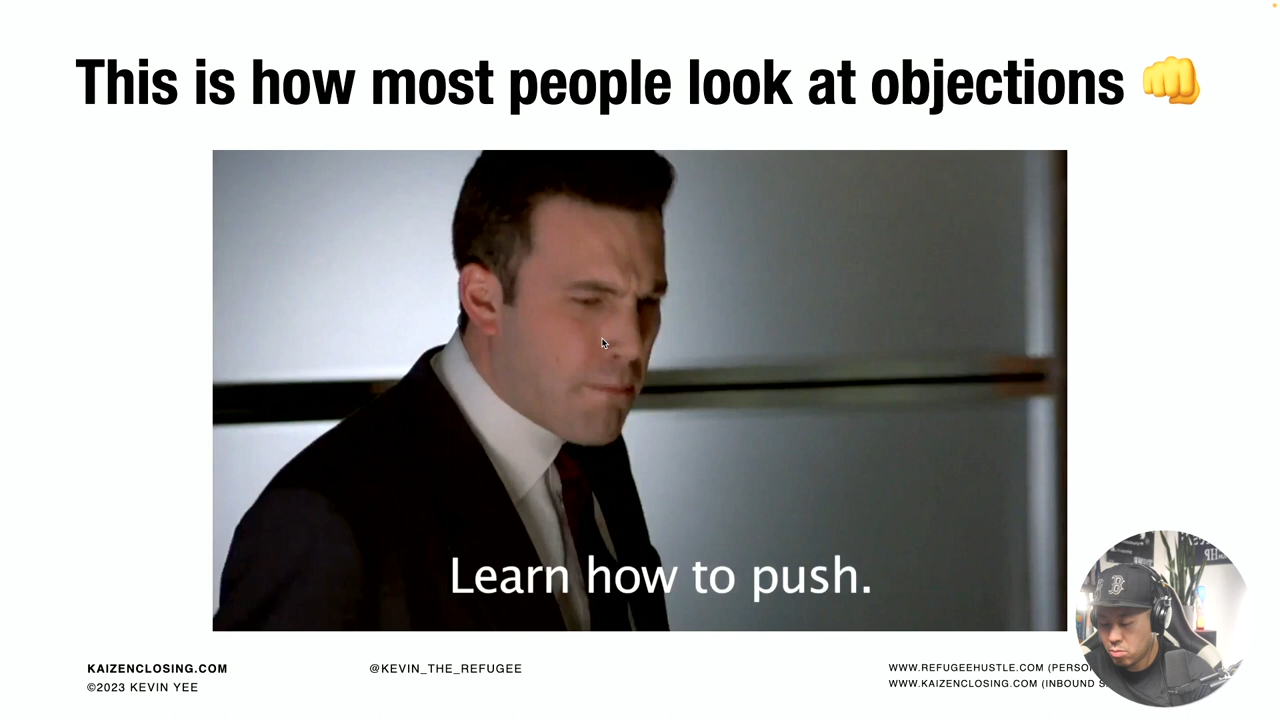 This is how most people look at objections 👊
Learn how to push.
KAIZENCLOSING.COM
©2023 KEVIN YEE
@KEVIN_THE_REFUGEE
WWW.REFUGEEHUSTLE.COM
WWW.KAIZENCLOSING.COM (INBOUND
B